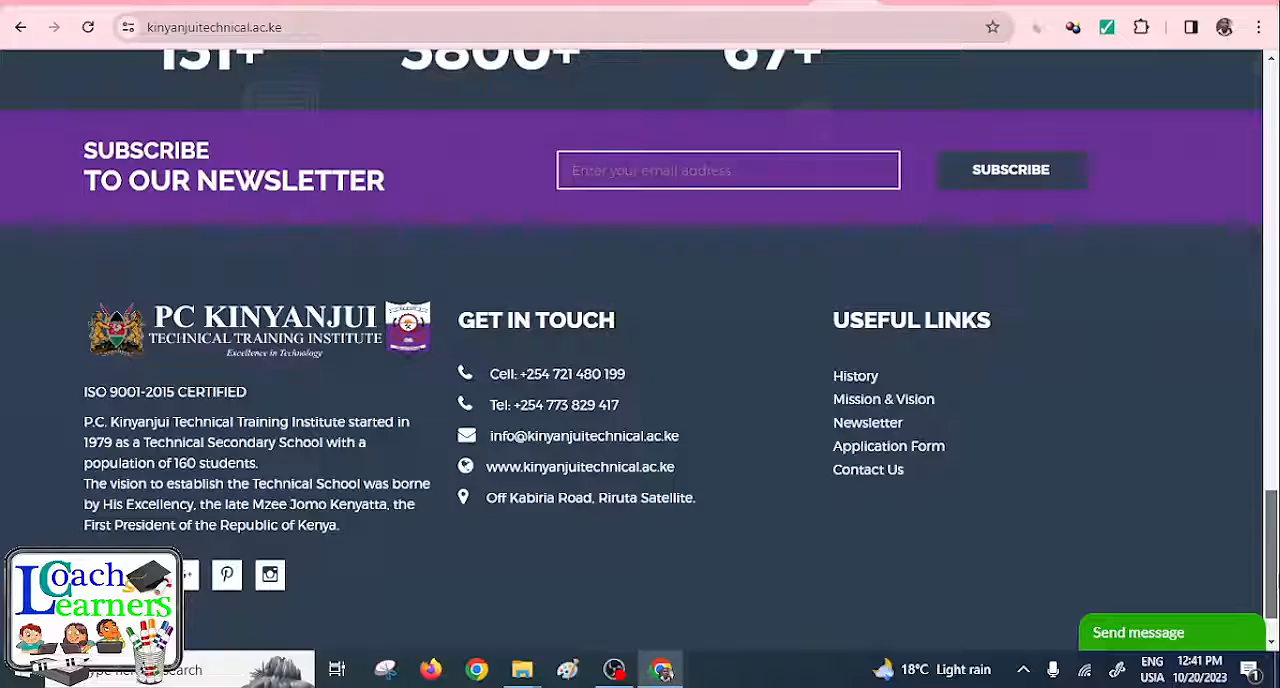 kinyanjuitechnical.ac.ke
131+ 3800+ 67+
SUBSCRIBE
TO OUR NEWSLETTER
Enter your email address...
SUBSCRIBE
PC KINYANJUI
TECHNICAL TRAINING INSTITUTE
Excellence in Technology
ISO 9001-2015 CERTIFIED
P.C. Kinyanjui Technical Training Institute started in
1979 as a Technical Secondary School with a
population of 160 students.
The vision to establish the Technical School was borne
by His Excellency, the late Mzee Jomo Kenyatta, the
First President of the Republic of Kenya.
GET IN TOUCH
Cell: +254 721 480 199
Tel: +254 773 829 417
info@kinyanjuitechnical.ac.ke
www.kinyanjuitechnical.ac.ke
Off Kabiria Road, Riruta Satellite.
USEFUL LINKS
History
Mission & Vision
Newsletter
Application Form
Contact Us
Coach
Learners
Send message
search
18°C Light rain
ENG
USIA
12:41 PM
10/20/2023
1